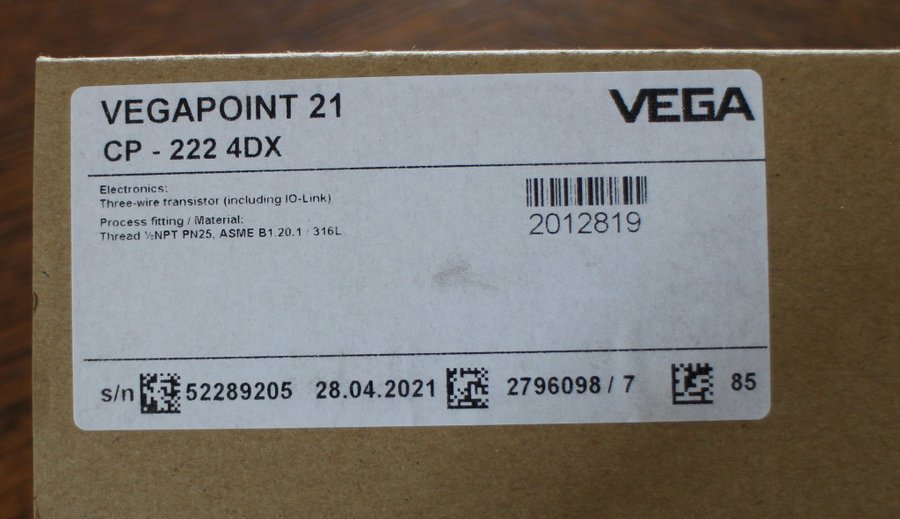 VEGAPOINT 21
VEGA
CP - 222 4DX
Electronics:
Three-wire transistor (including IO-Link)
Process fitting / Material:
Thread ½NPT PN25, ASME B1.20.1 / 316L
2012819
s/n 52289205 28.04.2021 2796098 / 7 85